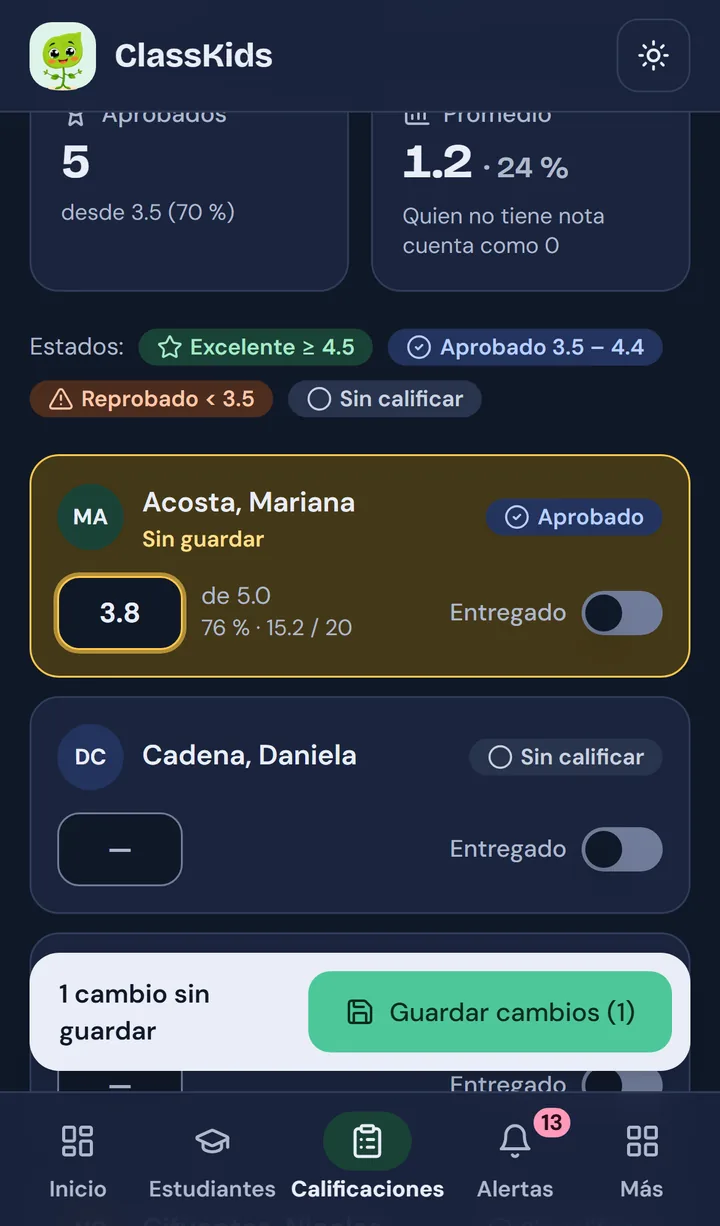 ClassKids
Aprobados
Promedio
5
1.2 · 24 %
desde 3.5 (70 %)
Quien no tiene nota
cuenta como 0
Estados:
Excelente ≥ 4.5
Aprobado 3.5 – 4.4
Reprobado < 3.5
Sin calificar
MA
Acosta, Mariana
Sin guardar
Aprobado
3.8
de 5.0
76 % · 15.2 / 20
Entregado
DC
Cadena, Daniela
Sin calificar
—
Entregado
1 cambio sin
guardar
Guardar cambios (1)
—
Entregado
13
Inicio
Estudiantes
Calificaciones
Alertas
Más